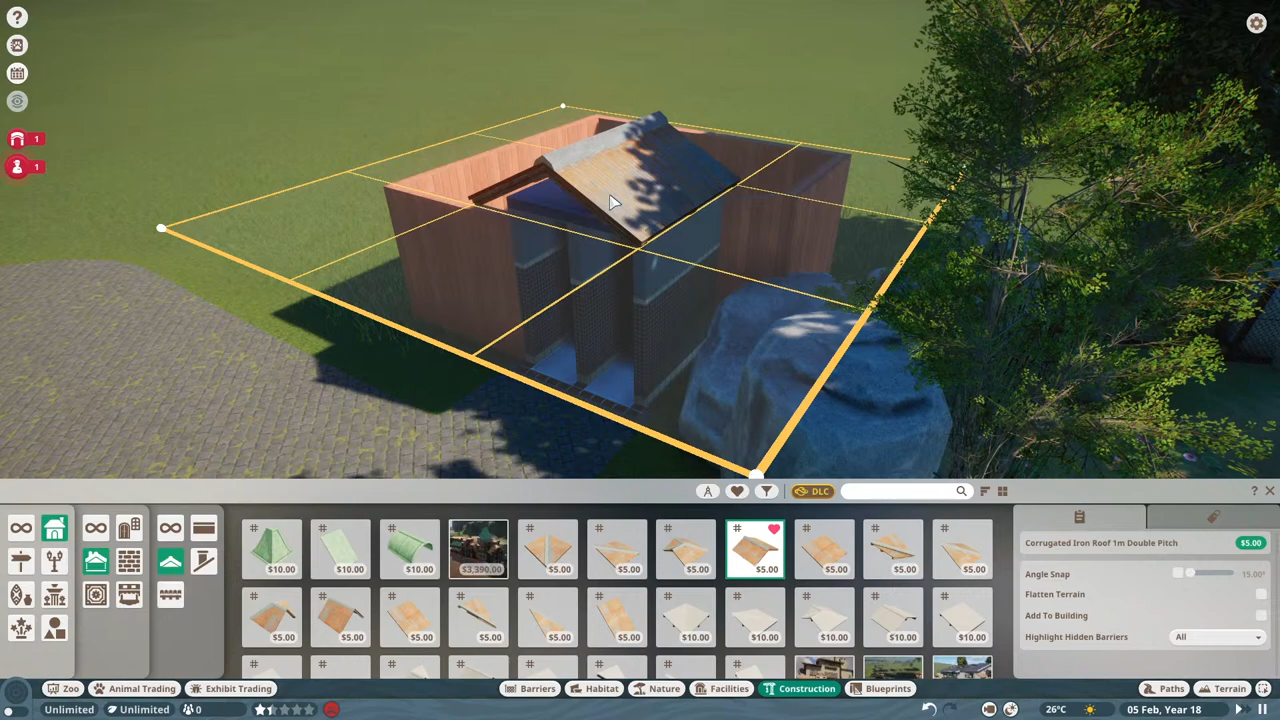 ?
1
1
DLC
?
$10.00
$10.00
$10.00
$3,390.00
$5.00
$5.00
$5.00
$5.00
$5.00
$5.00
$5.00
Corrugated Iron Roof 1m Double Pitch
$5.00
Angle Snap
15.00°
Flatten Terrain
Add To Building
Highlight Hidden Barriers
All
$5.00
$5.00
$5.00
$5.00
$5.00
$5.00
$10.00
$10.00
$10.00
$10.00
$10.00
Zoo
Animal Trading
Exhibit Trading
Barriers
Habitat
Nature
Facilities
Construction
Blueprints
Paths
Terrain
Unlimited
Unlimited
0
26°C
05 Feb, Year 18